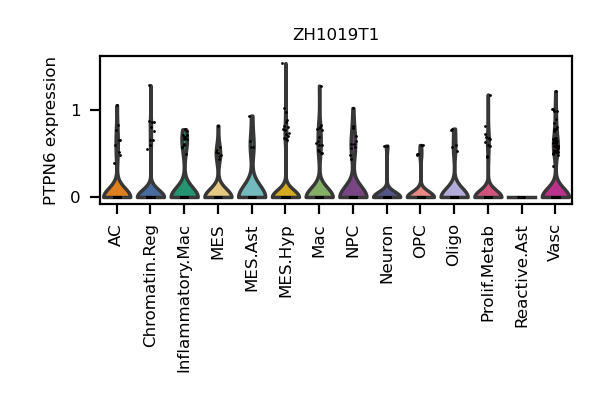 ZH1019T1
PTPN6 expression
1
0
AC
Chromatin.Reg
Inflammatory.Mac
MES
MES.Ast
MES.Hyp
Mac
NPC
Neuron
OPC
Oligo
Prolif.Metab
Reactive.Ast
Vasc